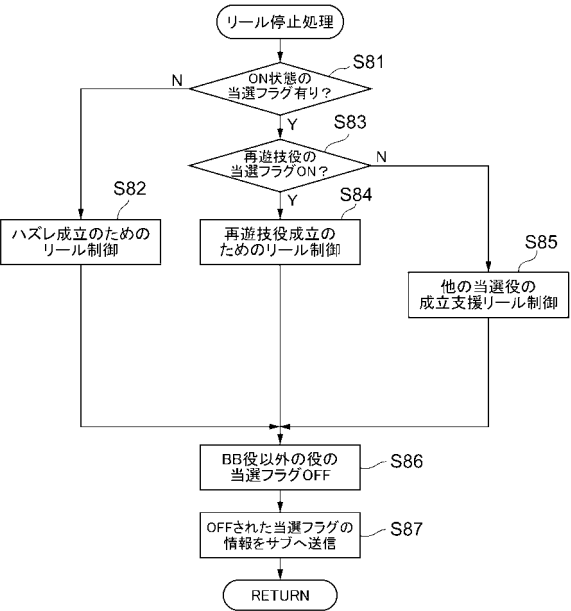 リール停止処理
S81
ON状態の
当選フラグ有り？
N
Y
S83
再遊技役の
当選フラグON？
N
Y
S82
ハズレ成立のための
リール制御
S84
再遊技役成立の
ためのリール制御
S85
他の当選役の
成立支援リール制御
BB役以外の役の
当選フラグOFF
S86
OFFされた当選フラグの
情報をサブへ送信
S87
RETURN